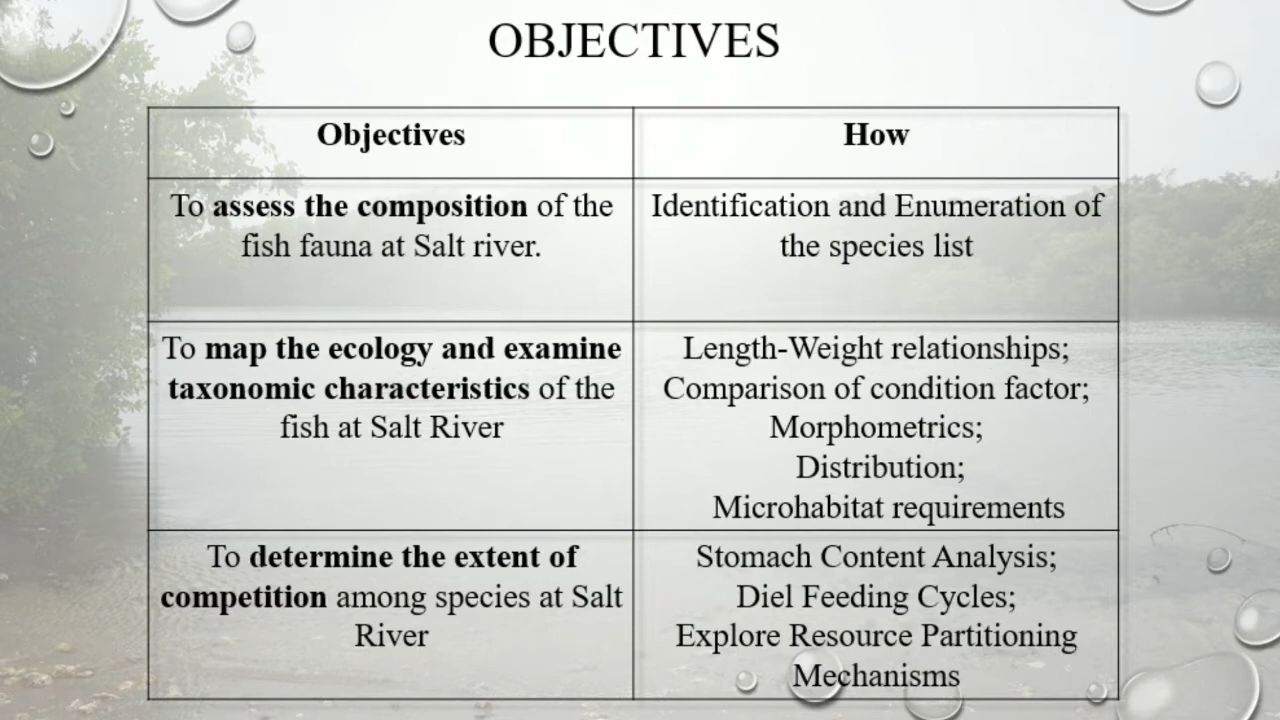 OBJECTIVES
Objectives
How
To assess the composition of the
fish fauna at Salt river.
Identification and Enumeration of
the species list
To map the ecology and examine
taxonomic characteristics of the
fish at Salt River
Length-Weight relationships;
Comparison of condition factor;
Morphometrics;
Distribution;
Microhabitat requirements
To determine the extent of
competition among species at Salt
River
Stomach Content Analysis;
Diel Feeding Cycles;
Explore Resource Partitioning
Mechanisms